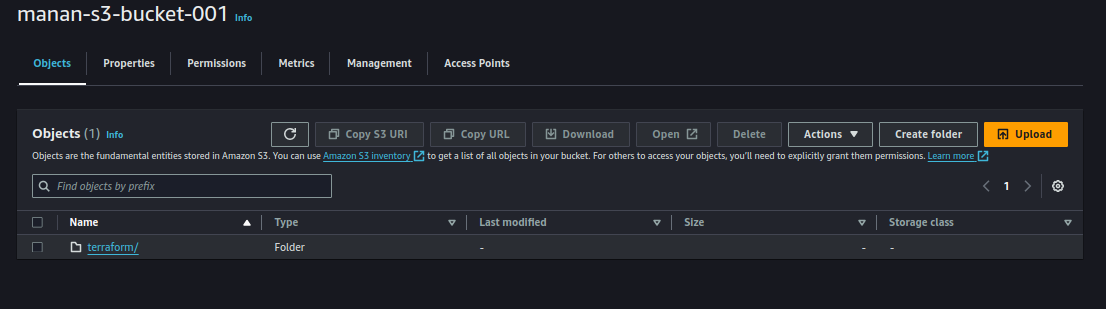 manan-s3-bucket-001 Info
Objects Properties Permissions Metrics Management Access Points
Objects (1) Info Copy S3 URI Copy URL Download Open Delete Actions Create folder Upload
Objects are the fundamental entities stored in Amazon S3. You can use Amazon S3 inventory to get a list of all objects in your bucket. For others to access your objects, you'll need to explicitly grant them permissions. Learn more
Find objects by prefix 1
Name Type Last modified Size Storage class
terraform/ Folder - - -